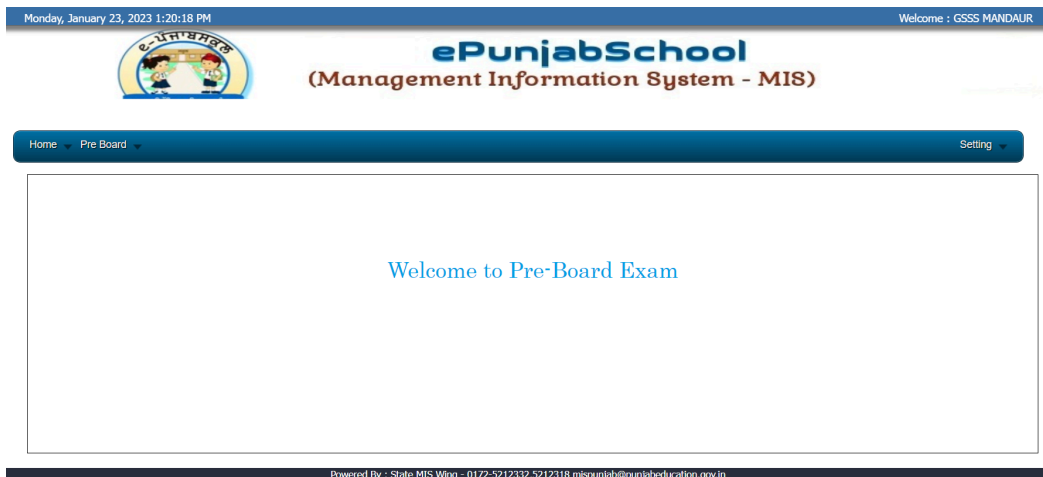 Monday, January 23, 2023 1:20:18 PM Welcome : GSSS MANDAUR
ਈ-ਪੰਜਾਬਸਕੂਲ
ePunjabSchool
(Management Information System - MIS)
Home Pre Board Setting
Welcome to Pre-Board Exam
Powered By : State MIS Wing - 0172-5212332,5212318 mispunjab@punjabeducation.gov.in